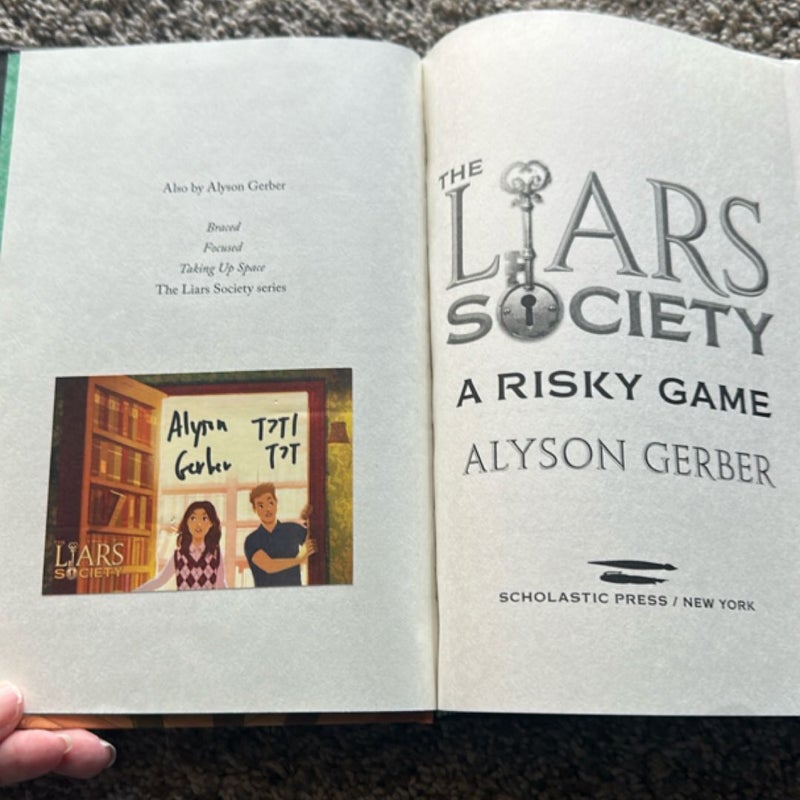 Also by Alyson Gerber
Braced
Focused
Taking Up Space
The Liars Society series
Alyson
Gerber
T?T!
T?T
THE
LIARS
SOCIETY
THE
LIARS
SOCIETY
A RISKY GAME
ALYSON GERBER
SCHOLASTIC PRESS / NEW YORK